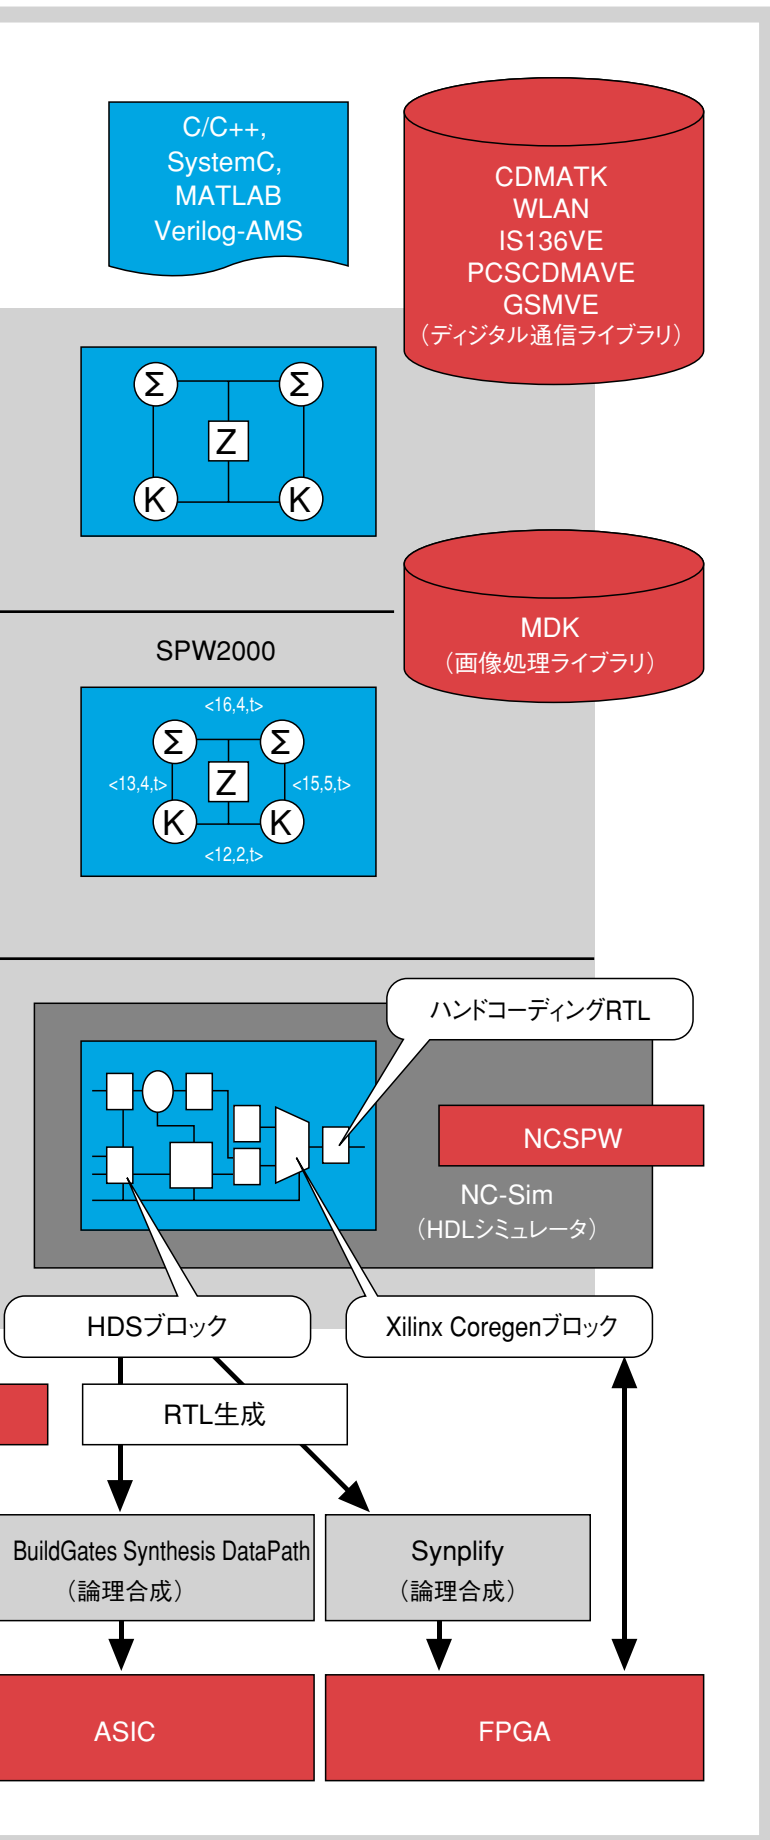 C/C++,
SystemC,
MATLAB
Verilog-AMS
CDMATK
WLAN
IS136VE
PCSCDMAVE
GSMVE
（ディジタル通信ライブラリ）
Σ
Σ
Z
K
K
MDK
（画像処理ライブラリ）
SPW2000
<16,4,t>
Σ
Σ
<13,4,t>
Z
<15,5,t>
K
K
<12,2,t>
ハンドコーディングRTL
NCSPW
NC-Sim
（HDLシミュレータ）
HDSブロック
Xilinx Coregenブロック
RTL生成
BuildGates Synthesis DataPath
（論理合成）
Synplify
（論理合成）
ASIC
FPGA